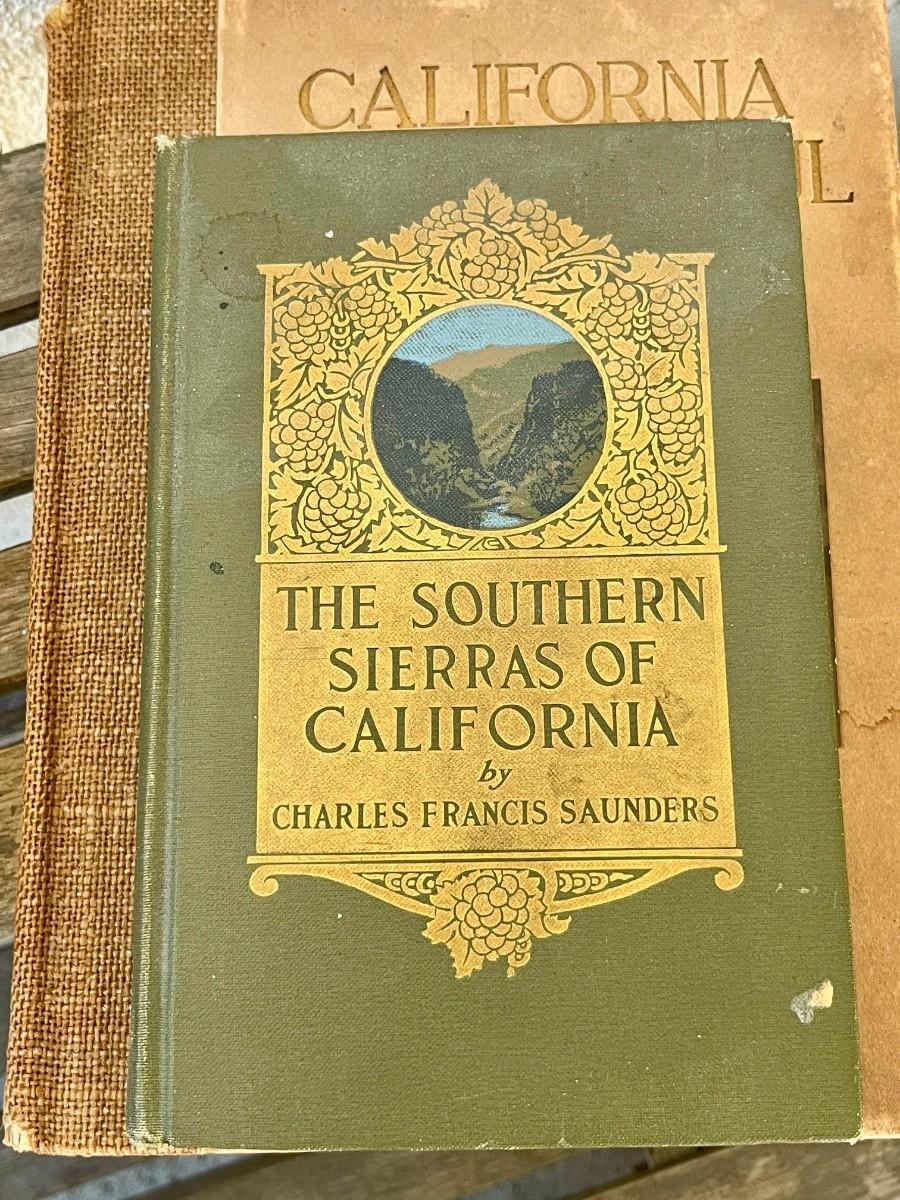 CALIFORNIA
THE SOUTHERN
SIERRAS OF
CALIFORNIA
by
CHARLES FRANCIS SAUNDERS